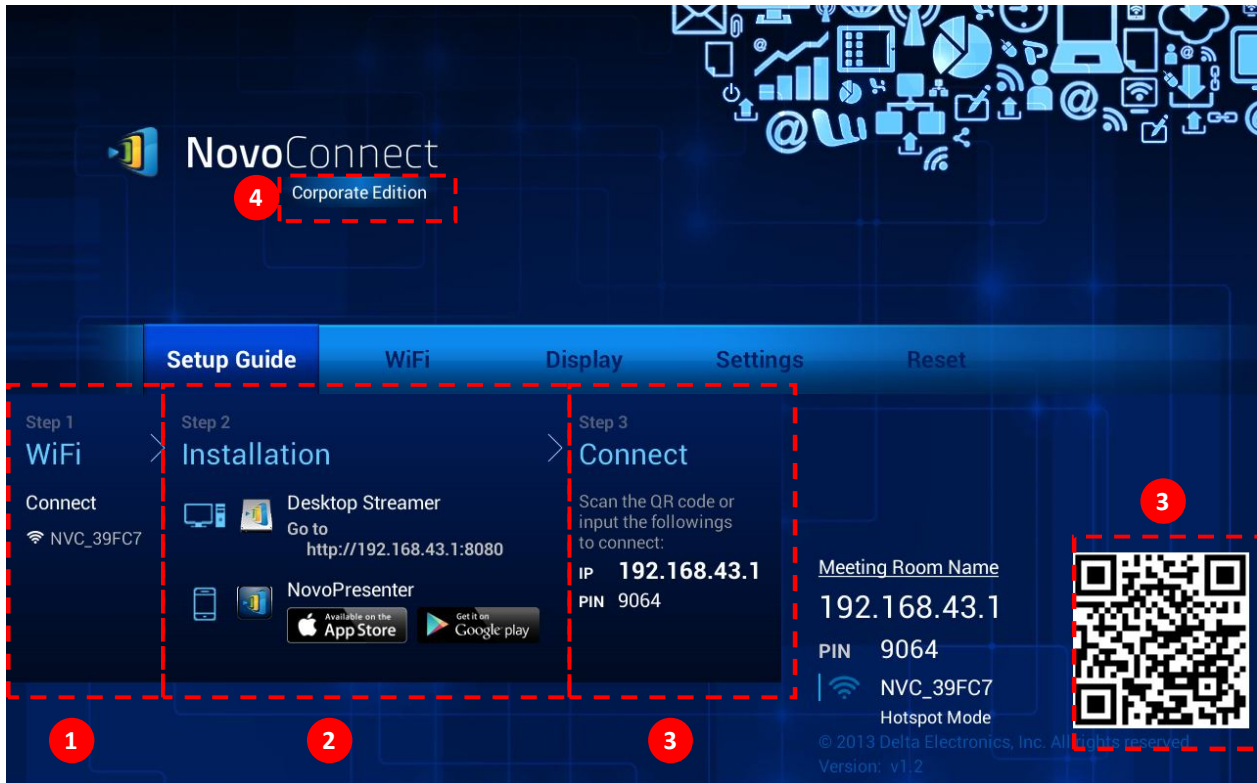 NovoConnect
4
Corporate Edition
Setup Guide WiFi Display Settings Reset
Step 1
WiFi
Connect
NVC_39FC7
Step 2
Installation
Desktop Streamer
Go to
http://192.168.43.1:8080
NovoPresenter
Available on the
App Store
Get it on
Google play
Step 3
Connect
Scan the QR code or
input the followings
to connect:
IP 192.168.43.1
PIN 9064
3
Meeting Room Name
192.168.43.1
PIN 9064
NVC_39FC7
Hotspot Mode
© 2013 Delta Electronics, Inc. All rights reserved
Version: v1.2
1
2
3